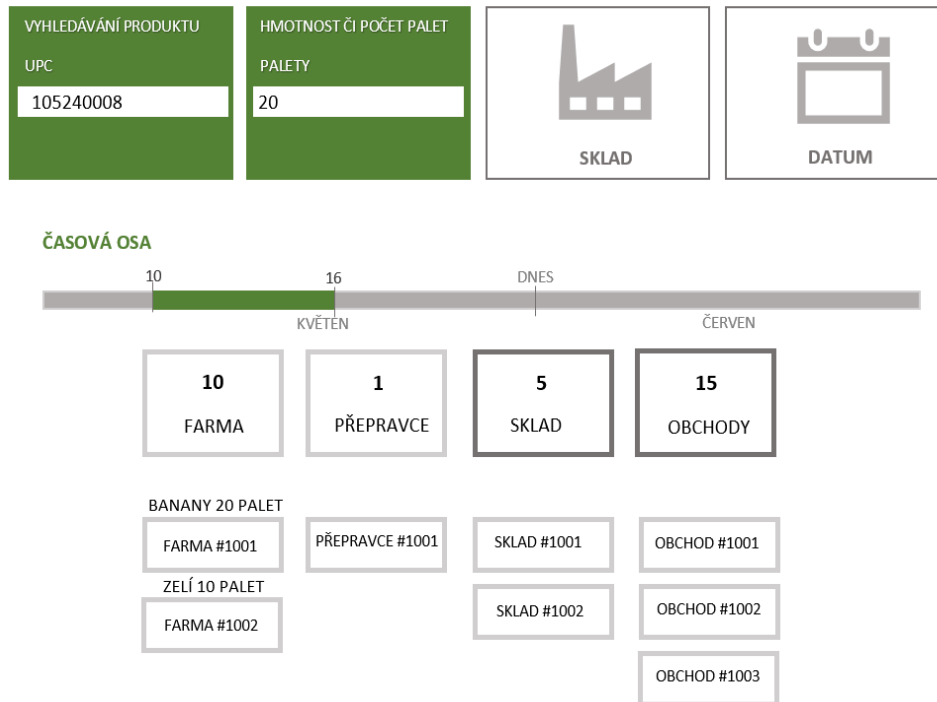 VYHLEDÁVÁNÍ PRODUKTU
UPC
105240008
HMOTNOST ČI POČET PALET
PALETY
20
SKLAD
DATUM
ČASOVÁ OSA
10
16
DNES
KVĚTEN
ČERVEN
10
FARMA
1
PŘEPRAVCE
5
SKLAD
15
OBCHODY
BANANY 20 PALET
FARMA #1001
ZELÍ 10 PALET
FARMA #1002
PŘEPRAVCE #1001
SKLAD #1001
SKLAD #1002
OBCHOD #1001
OBCHOD #1002
OBCHOD #1003